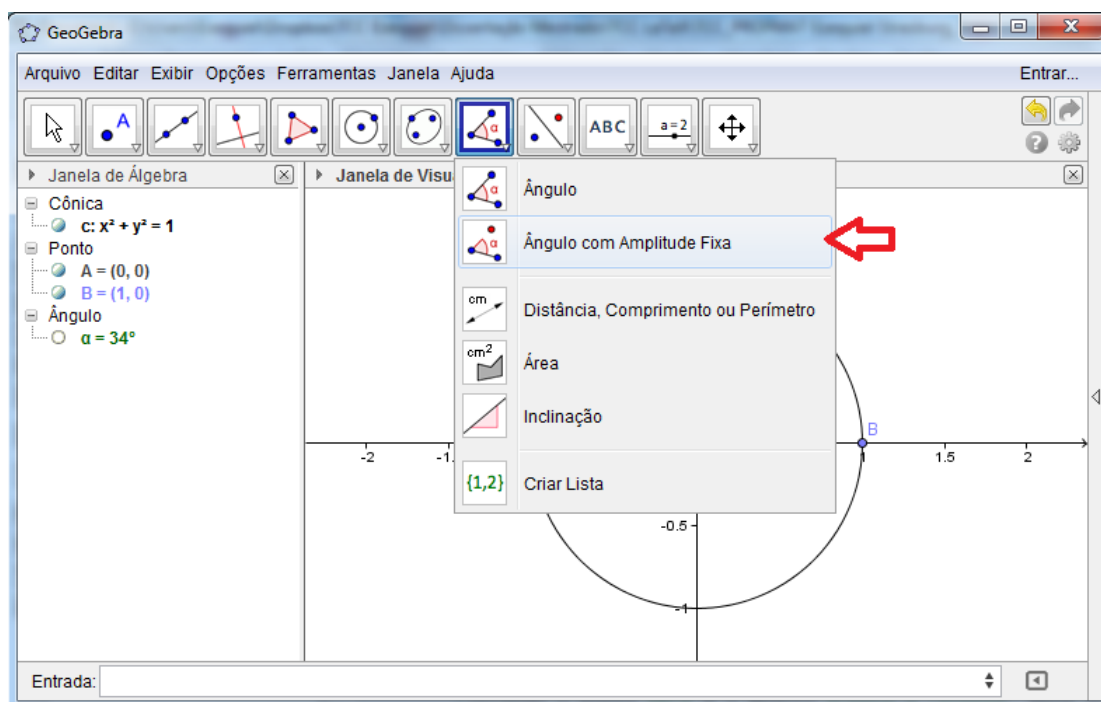 GeoGebra
Arquivo Editar Exibir Opções Ferramentas Janela Ajuda
Entrar...
A
α
ABC
a=2
Janela de Álgebra
Janela de Visu
Cônica
c: x² + y² = 1
Ponto
A = (0, 0)
B = (1, 0)
Ângulo
α = 34°
α Ângulo
α Ângulo com Amplitude Fixa
cm Distância, Comprimento ou Perímetro
cm² Área
Inclinação
{1,2} Criar Lista
B
-2 -1. 1 1.5 2
-0.5
-1
Entrada: